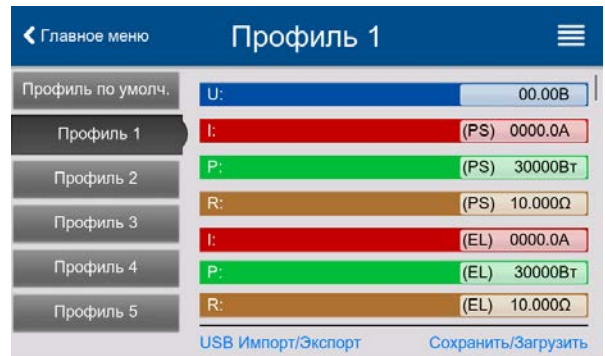 Главное меню Профиль 1
Профиль по умолч.
Профиль 1
Профиль 2
Профиль 3
Профиль 4
Профиль 5
U: 00.00В
I: (PS) 0000.0А
P: (PS) 30000Вт
R: (PS) 10.000Ω
I: (EL) 0000.0А
P: (EL) 30000Вт
R: (EL) 10.000Ω
USB Импорт/Экспорт Сохранить/Загрузить